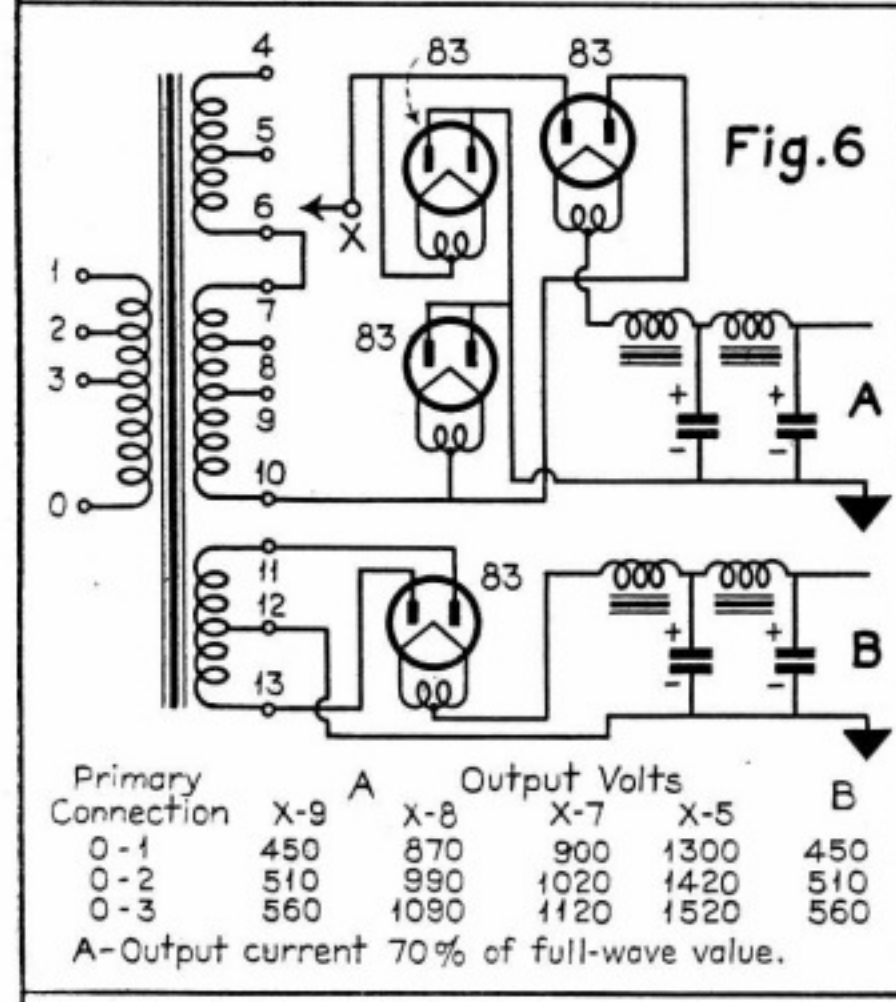 Fig.6
4
5
6
7
8
9
10
11
12
13
1
2
3
0
X
83
83
83
83
+
-
+
-
A
+
-
+
-
B
Primary Connection
A
Output Volts
B
X-9 X-8 X-7 X-5
0-1 450 870 900 1300 450
0-2 510 990 1020 1420 510
0-3 560 1090 1120 1520 560
A-Output current 70% of full-wave value.